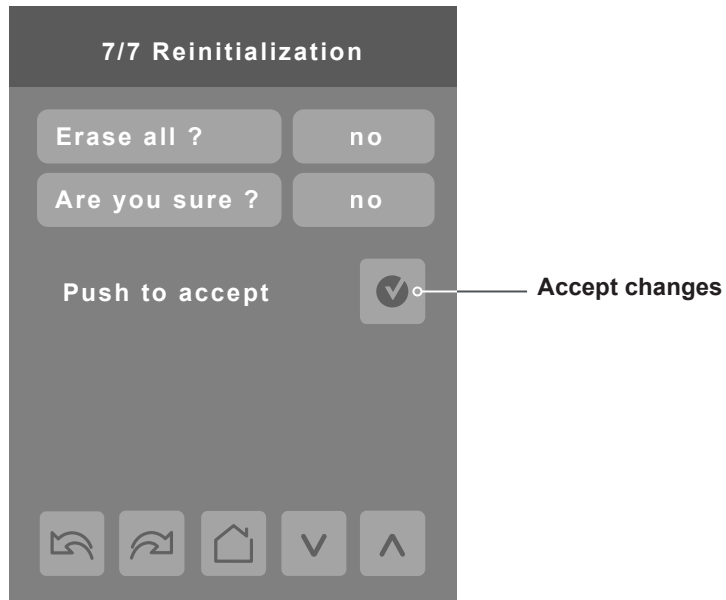 7/7 Reinitialization
Erase all ? no
Are you sure ? no
Push to accept
Accept changes